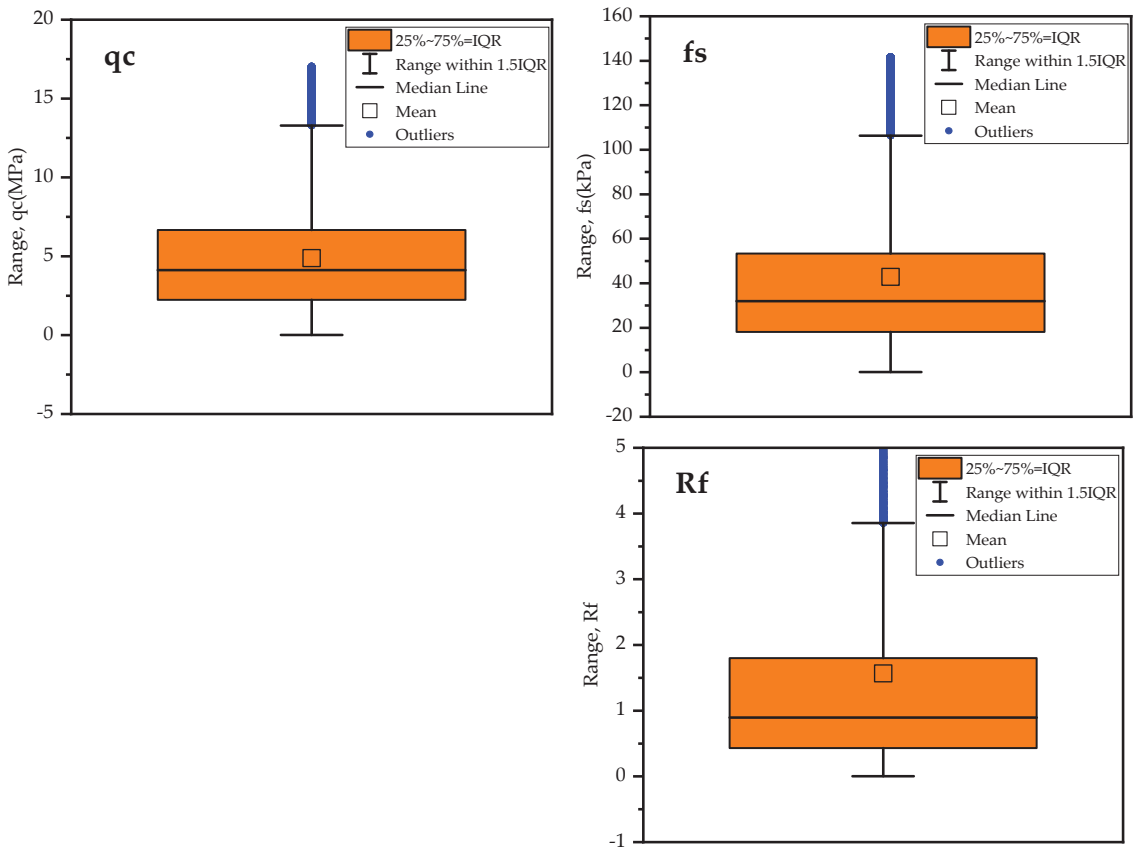 qc
Range, qc(MPa)
20
15
10
5
0
-5
25%~75%=IQR
Range within 1.5IQR
Median Line
Mean
Outliers
fs
Range, fs(kPa)
160
140
120
100
80
60
40
20
0
-20
25%~75%=IQR
Range within 1.5IQR
Median Line
Mean
Outliers
Rf
Range, Rf
5
4
3
2
1
0
-1
25%~75%=IQR
Range within 1.5IQR
Median Line
Mean
Outliers